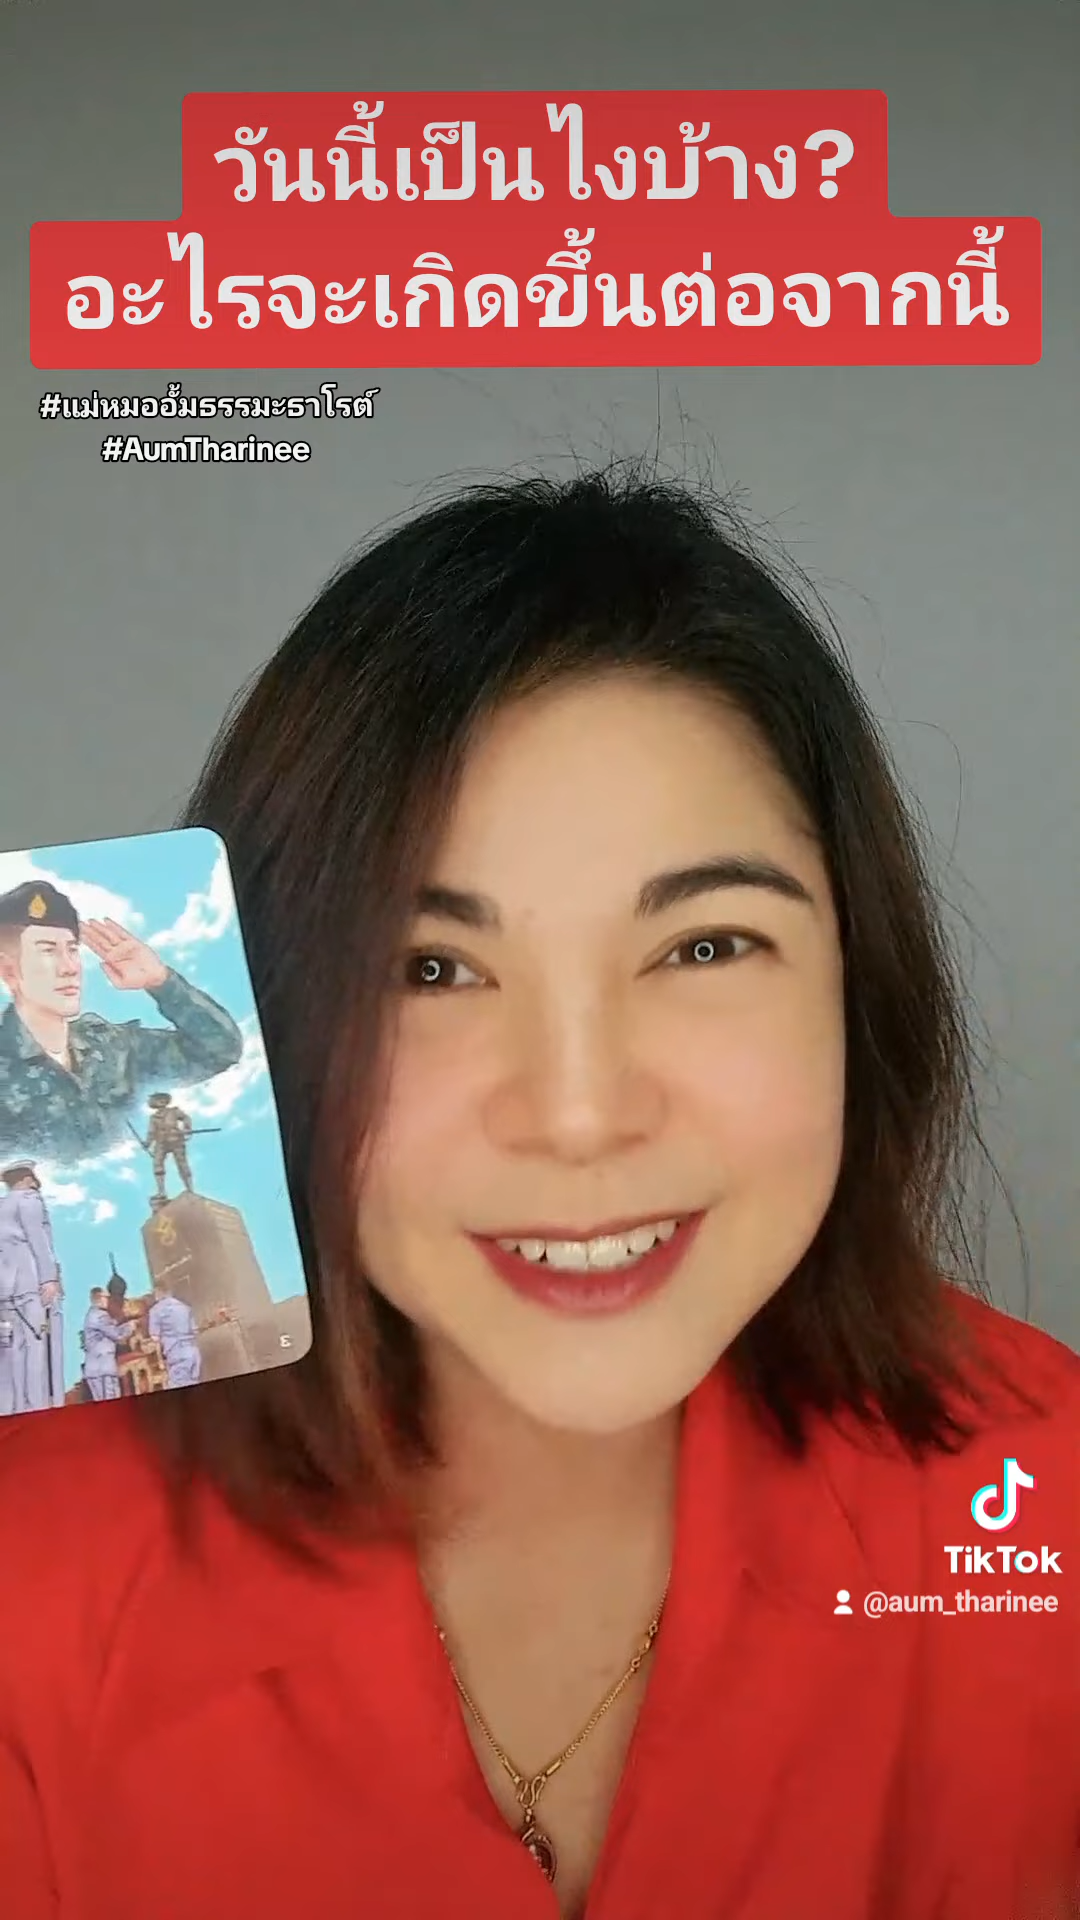 วันนี้เป็นไงบ้าง?
อะไรจะเกิดขึ้นต่อจากนี้
#แม่หมออั้มธรรมะธาโรต์
#AumTharinee
TikTok
@aum_tharinee